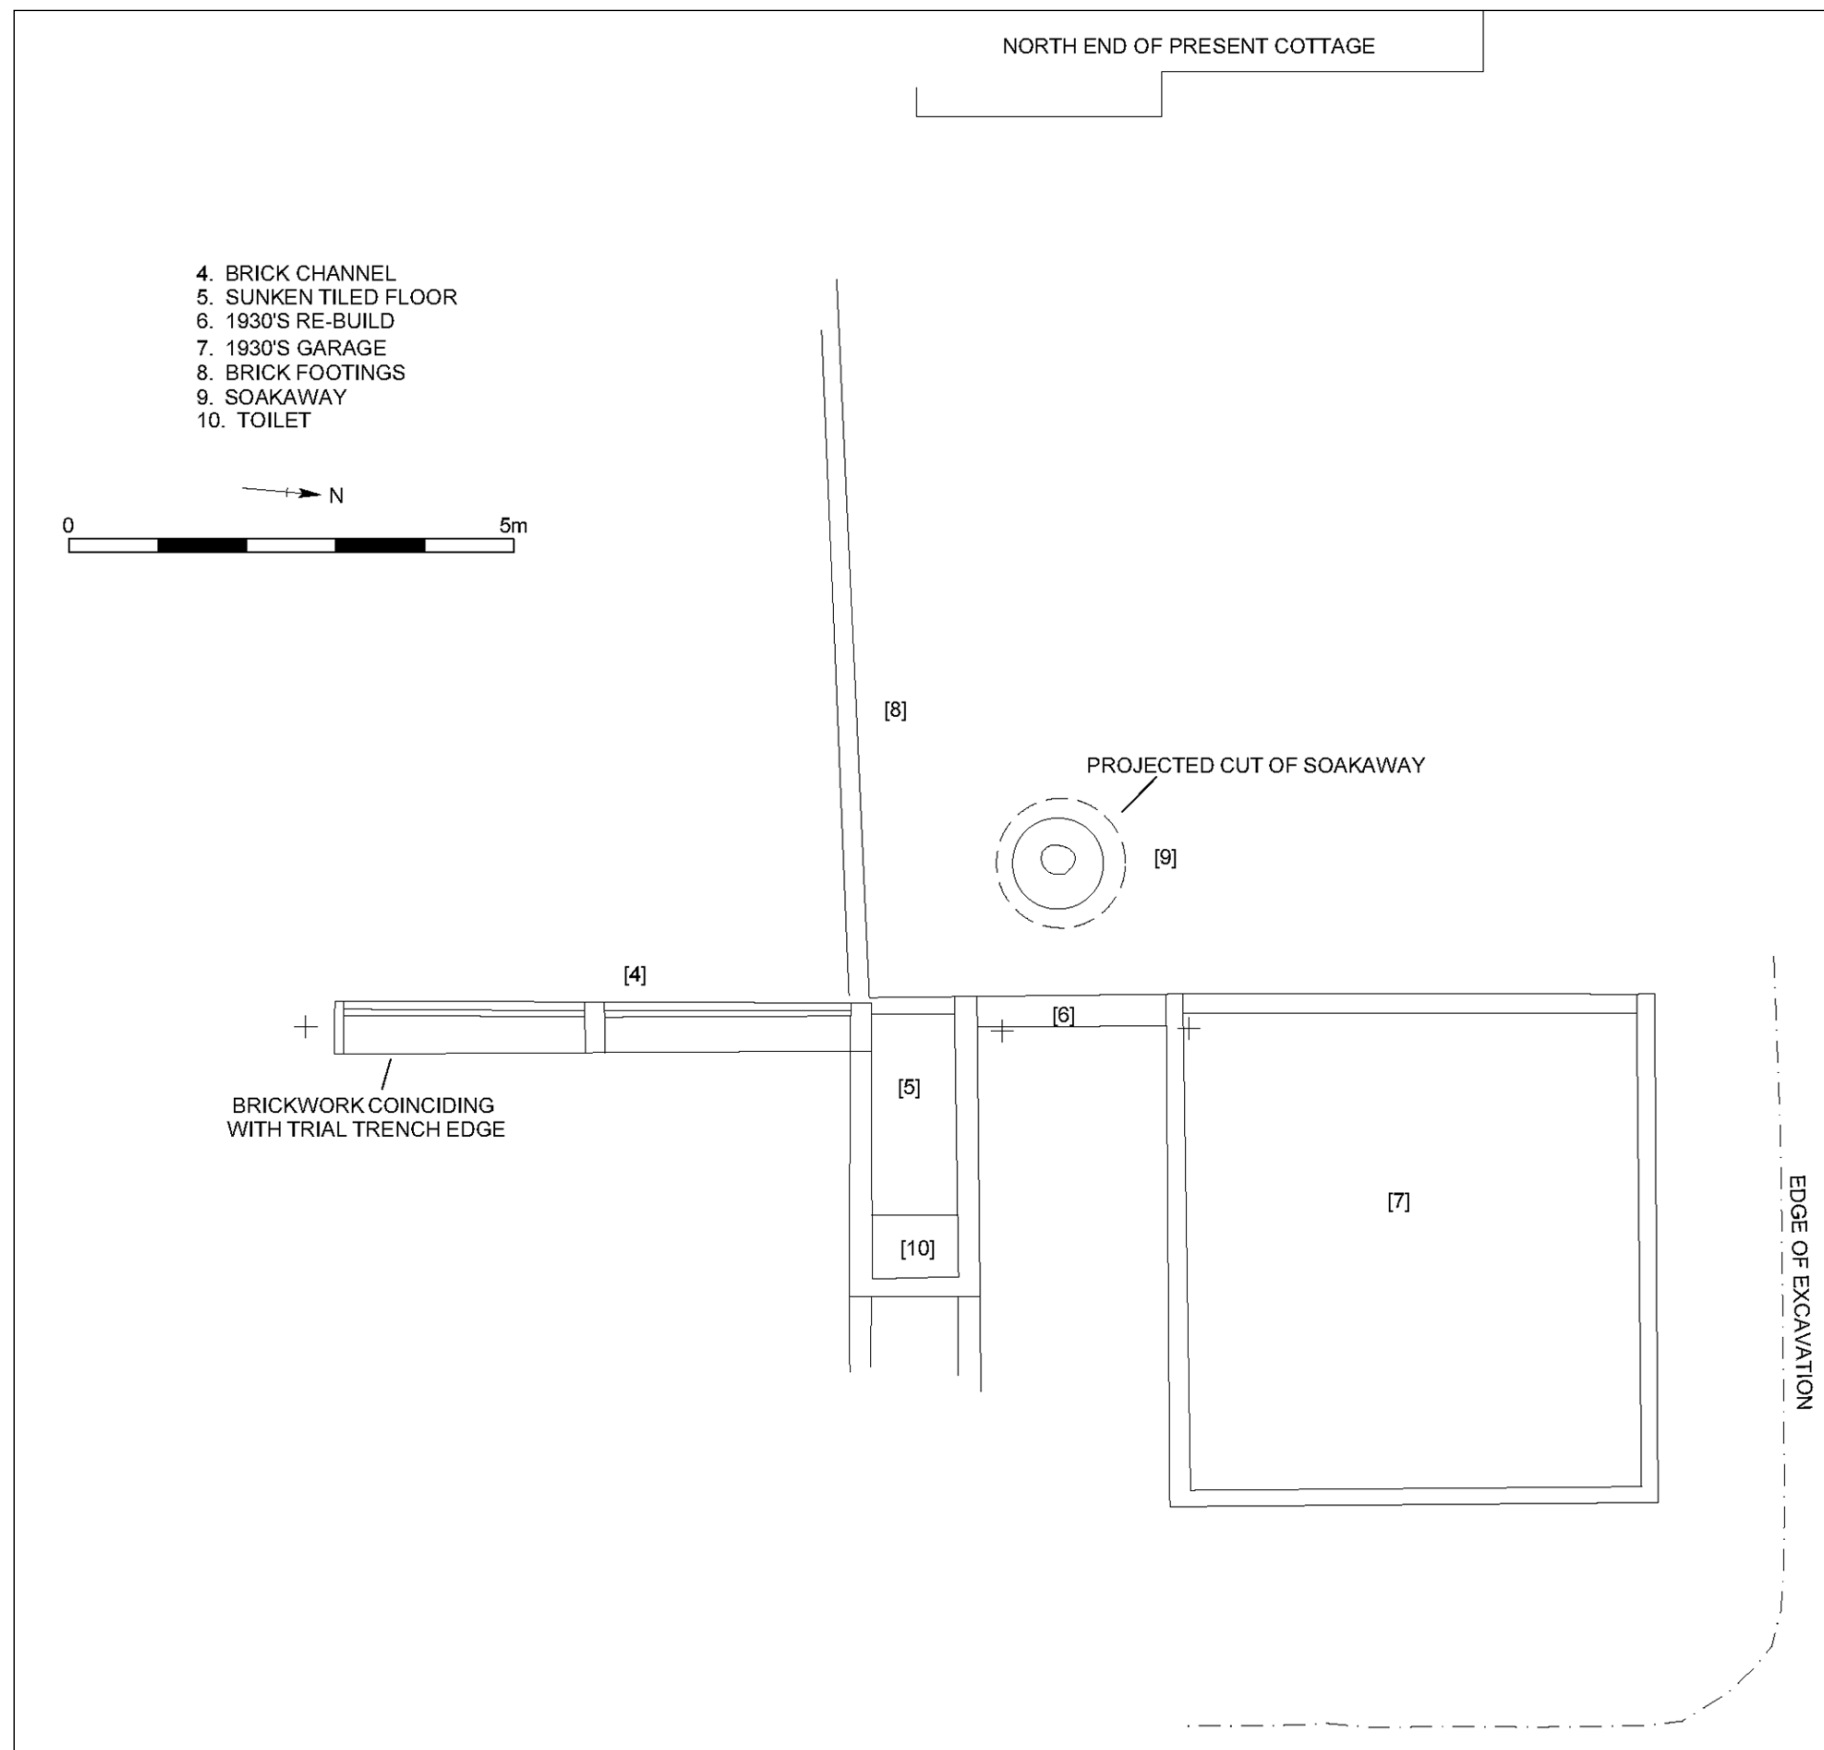 NORTH END OF PRESENT COTTAGE
4. BRICK CHANNEL
5. SUNKEN TILED FLOOR
6. 1930'S RE-BUILD
7. 1930'S GARAGE
8. BRICK FOOTINGS
9. SOAKAWAY
10. TOILET
N
0 5m
[8]
PROJECTED CUT OF SOAKAWAY
[9]
[4]
[6]
[5]
BRICKWORK COINCIDING
WITH TRIAL TRENCH EDGE
[7]
[10]
EDGE OF EXCAVATION